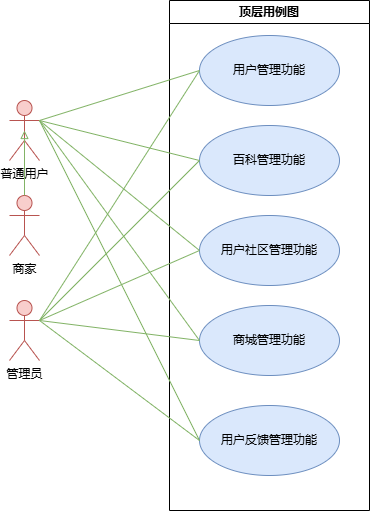 顶层用例图
用户管理功能
百科管理功能
普通用户
用户社区管理功能
商家
商城管理功能
管理员
用户反馈管理功能